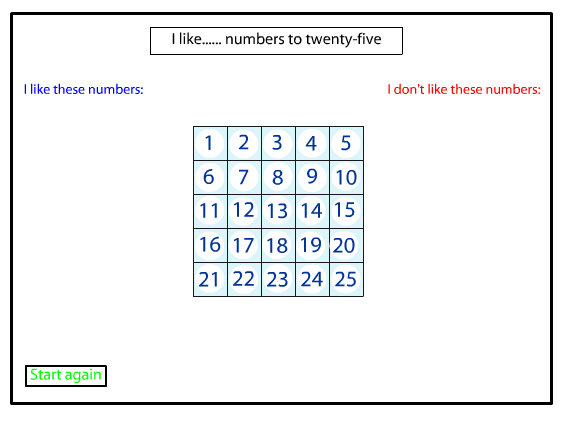 I like...... numbers to twenty-five
I like these numbers:
I don't like these numbers:
1 2 3 4 5
6 7 8 9 10
11 12 13 14 15
16 17 18 19 20
21 22 23 24 25
Start again